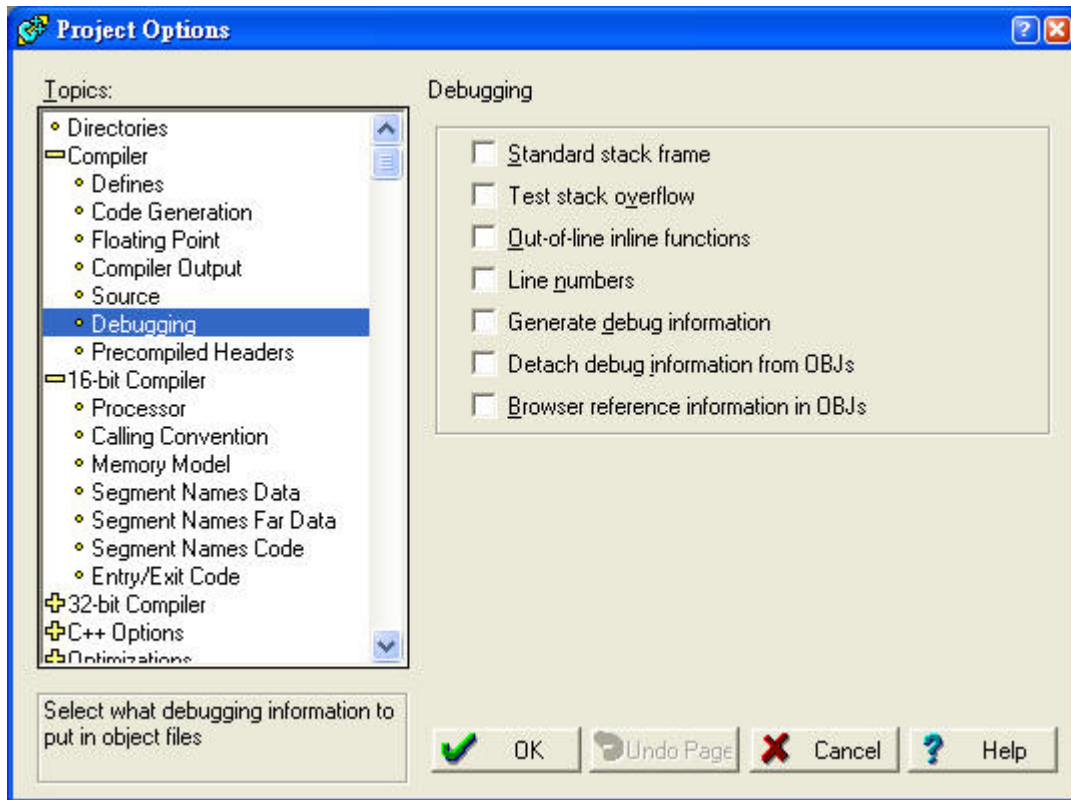 Project Options
Topics:
Directories
Compiler
Defines
Code Generation
Floating Point
Compiler Output
Source
Debugging
Precompiled Headers
16-bit Compiler
Processor
Calling Convention
Memory Model
Segment Names Data
Segment Names Far Data
Segment Names Code
Entry/Exit Code
32-bit Compiler
C++ Options
Optimizations
Select what debugging information to
put in object files
Debugging
Standard stack frame
Test stack overflow
Out-of-line inline functions
Line numbers
Generate debug information
Detach debug information from OBJs
Browser reference information in OBJs
OK
Undo Page
Cancel
Help